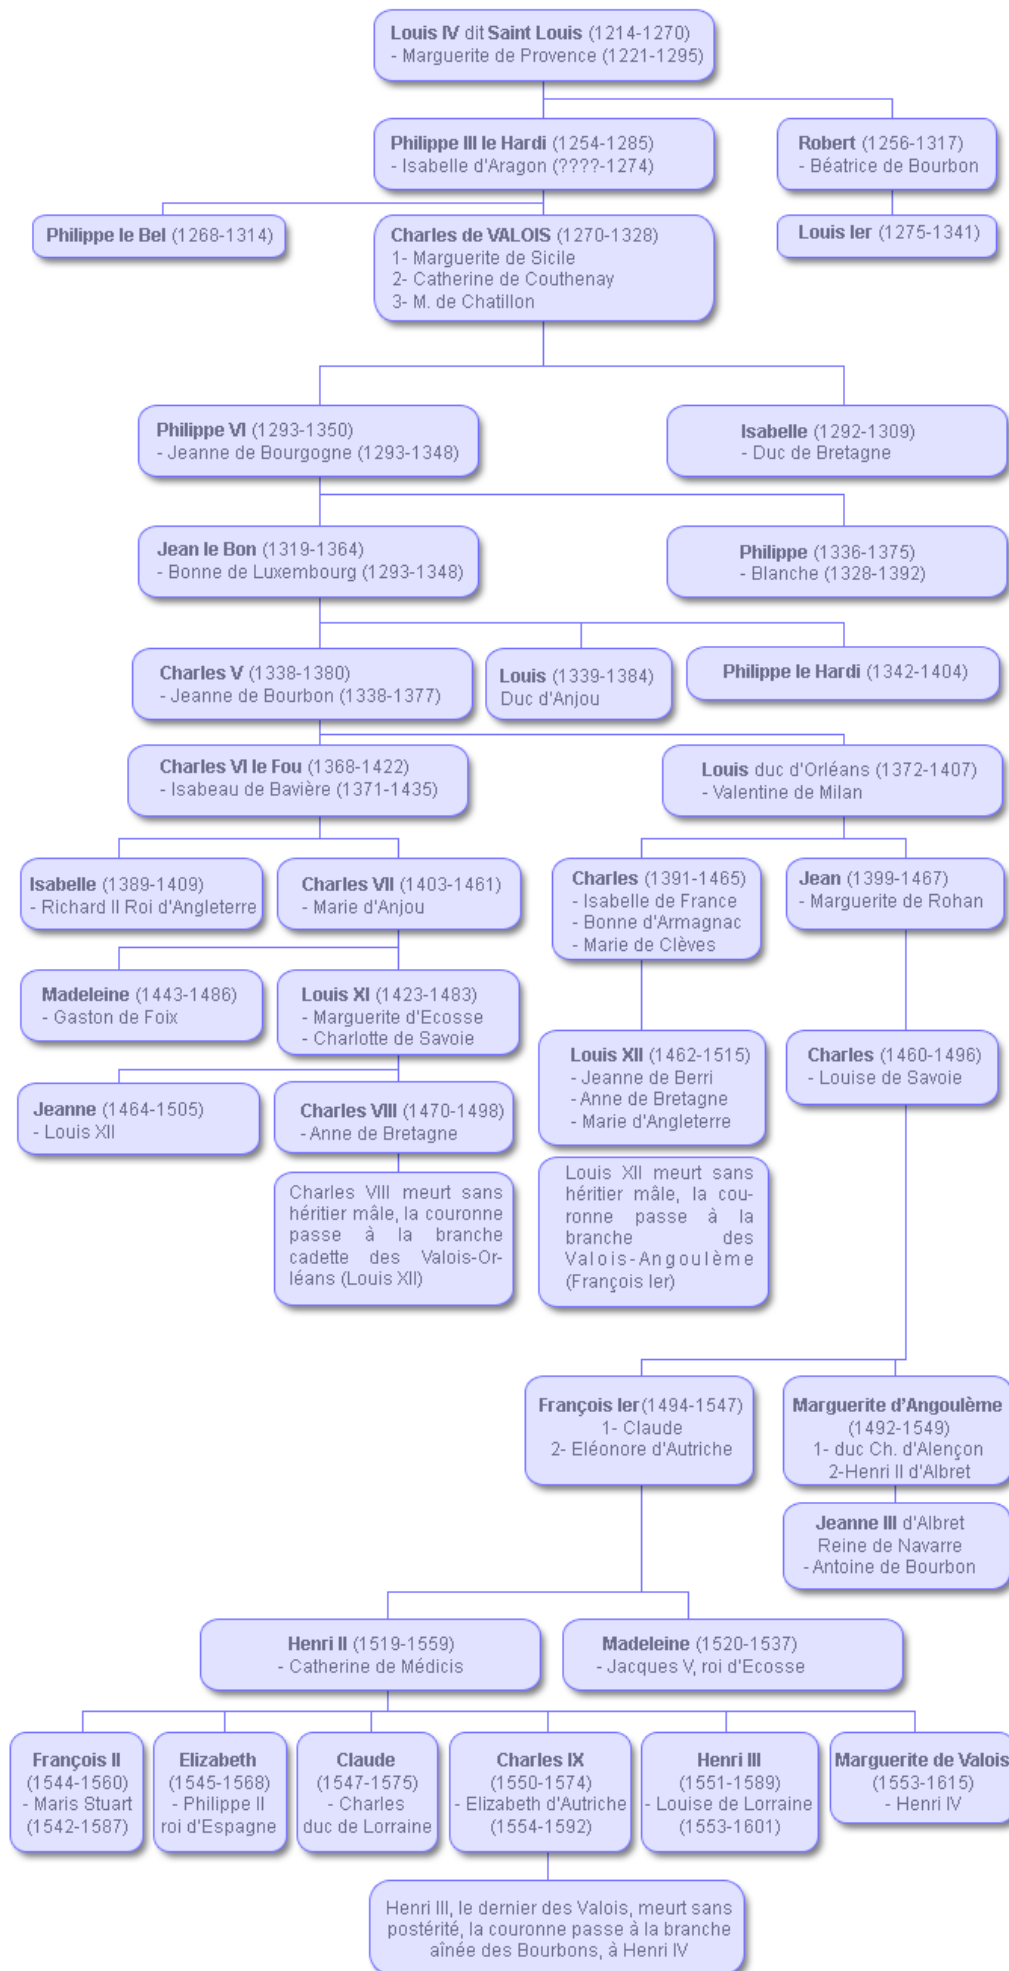 Louis IV dit Saint Louis (1214-1270)
- Marguerite de Provence (1221-1295)
Philippe III le Hardi (1254-1285)
- Isabelle d'Aragon (????-1274)
Robert (1256-1317)
- Béatrice de Bourbon
Philippe le Bel (1268-1314)
Charles de VALOIS (1270-1328)
1- Marguerite de Sicile
2- Catherine de Couthenay
3- M. de Chatillon
Louis Ier (1275-1341)
Philippe VI (1293-1350)
- Jeanne de Bourgogne (1293-1348)
Isabelle (1292-1309)
- Duc de Bretagne
Jean le Bon (1319-1364)
- Bonne de Luxembourg (1293-1348)
Philippe (1336-1375)
- Blanche (1328-1392)
Charles V (1338-1380)
- Jeanne de Bourbon (1338-1377)
Louis (1339-1384)
Duc d'Anjou
Philippe le Hardi (1342-1404)
Charles VI le Fou (1368-1422)
- Isabeau de Bavière (1371-1435)
Louis duc d'Orléans (1372-1407)
- Valentine de Milan
Isabelle (1389-1409)
- Richard II Roi d'Angleterre
Charles VII (1403-1461)
- Marie d'Anjou
Charles (1391-1465)
- Isabelle de France
- Bonne d'Armagnac
- Marie de Clèves
Jean (1399-1467)
- Marguerite de Rohan
Madeleine (1443-1486)
- Gaston de Foix
Louis XI (1423-1483)
- Marguerite d'Ecosse
- Charlotte de Savoie
Louis XII (1462-1515)
- Jeanne de Berri
- Anne de Bretagne
- Marie d'Angleterre
Charles (1460-1496)
- Louise de Savoie
Jeanne (1464-1505)
- Louis XII
Charles VIII (1470-1498)
- Anne de Bretagne
Charles VIII meurt sans
héritier mâle, la couronne
passe à la branche
cadette des Valois-Or-
léans (Louis XII)
Louis XII meurt sans
héritier mâle, la cou-
ronne passe à la
branche des
Valois-Angoulème
(François Ier)
François Ier (1494-1547)
1- Claude
2- Eléonore d'Autriche
Marguerite d'Angoulème
(1492-1549)
1- duc Ch. d'Alençon
2-Henri II d'Albret
Jeanne III d'Albret
Reine de Navarre
- Antoine de Bourbon
Henri II (1519-1559)
- Catherine de Médicis
Madeleine (1520-1537)
- Jacques V, roi d'Ecosse
François II
(1544-1560)
- Maris Stuart
(1542-1587)
Elizabeth
(1545-1568)
- Philippe II
roi d'Espagne
Claude
(1547-1575)
- Charles
duc de Lorraine
Charles IX
(1550-1574)
- Elizabeth d'Autriche
(1554-1592)
Henri III
(1551-1589)
- Louise de Lorraine
(1553-1601)
Marguerite de Valois
(1553-1615)
- Henri IV
Henri III, le dernier des Valois, meurt sans
postérité, la couronne passe à la branche
aînée des Bourbons, à Henri IV